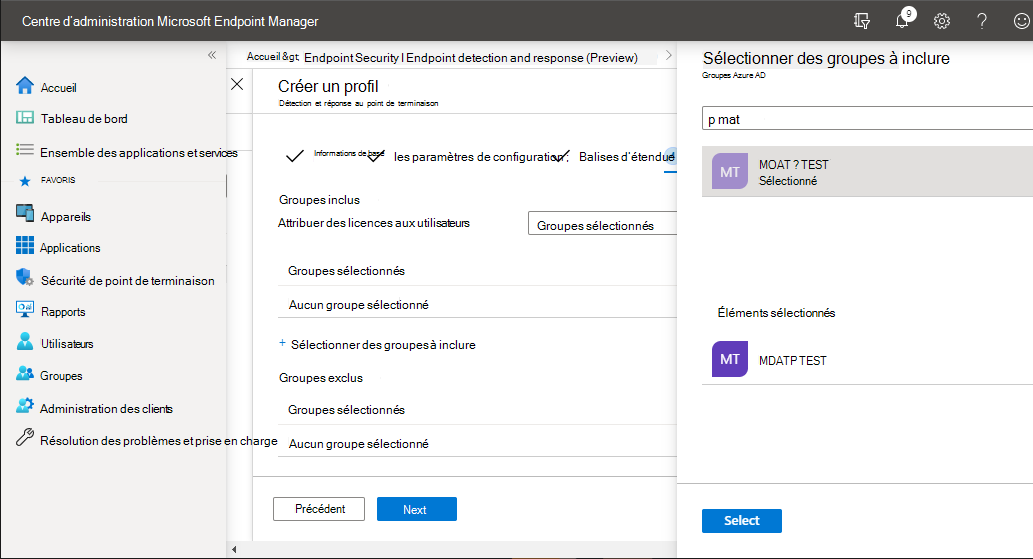 Centre d'administration Microsoft Endpoint Manager
9
Accueil
Tableau de bord
Ensemble des applications et services
FAVORIS
Appareils
Applications
Sécurité de point de terminaison
Rapports
Utilisateurs
Groupes
Administration des clients
Résolution des problèmes et prise en charge
Accueil &gt Endpoint Security | Endpoint detection and response (Preview)
Créer un profil
Détection et réponse au point de terminaison
Informations de base
les paramètres de configuration.
Balises d'étendue
Groupes inclus
Attribuer des licences aux utilisateurs
Groupes sélectionnés
Groupes sélectionnés
Aucun groupe sélectionné
+ Sélectionner des groupes à inclure
Groupes exclus
Groupes sélectionnés
Aucun groupe sélectionné
Précédent
Next
Sélectionner des groupes à inclure
Groupes Azure AD
p mat
MT
MOAT ? TEST
Sélectionné
Éléments sélectionnés
MT
MDATP TEST
Select